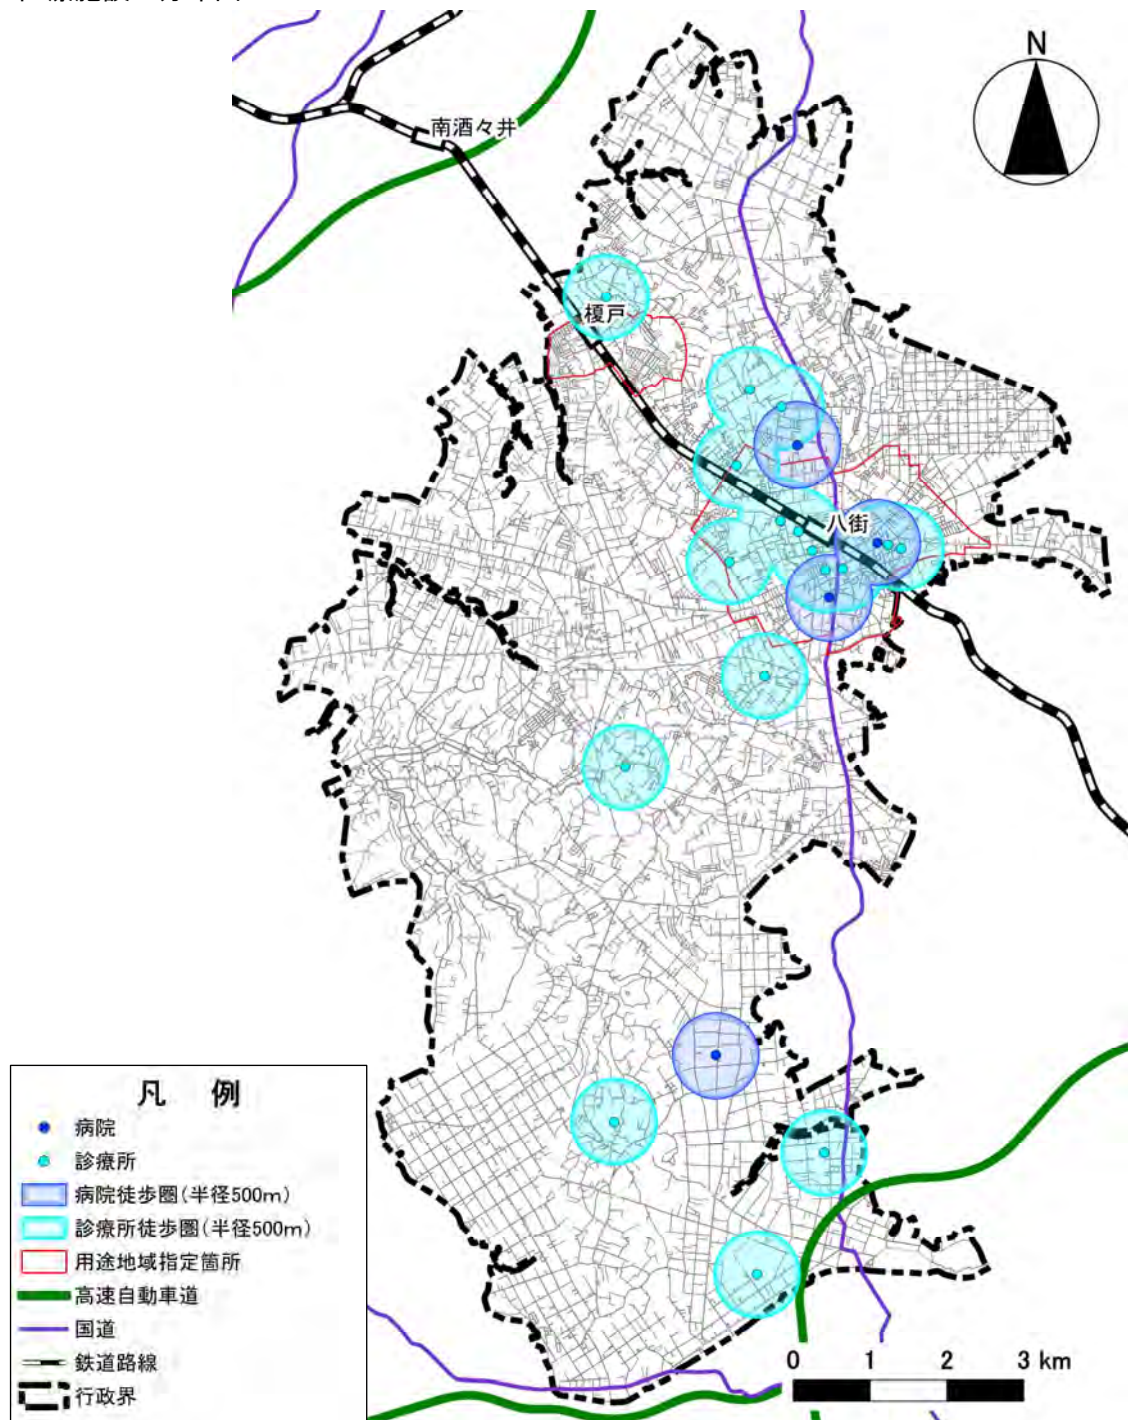 N
南酒々井
榎戸
八街
凡 例
病院
診療所
病院徒歩圏(半径500m)
診療所徒歩圏(半径500m)
用途地域指定箇所
高速自動車道
国道
鉄道路線
行政界
0 1 2 3 km